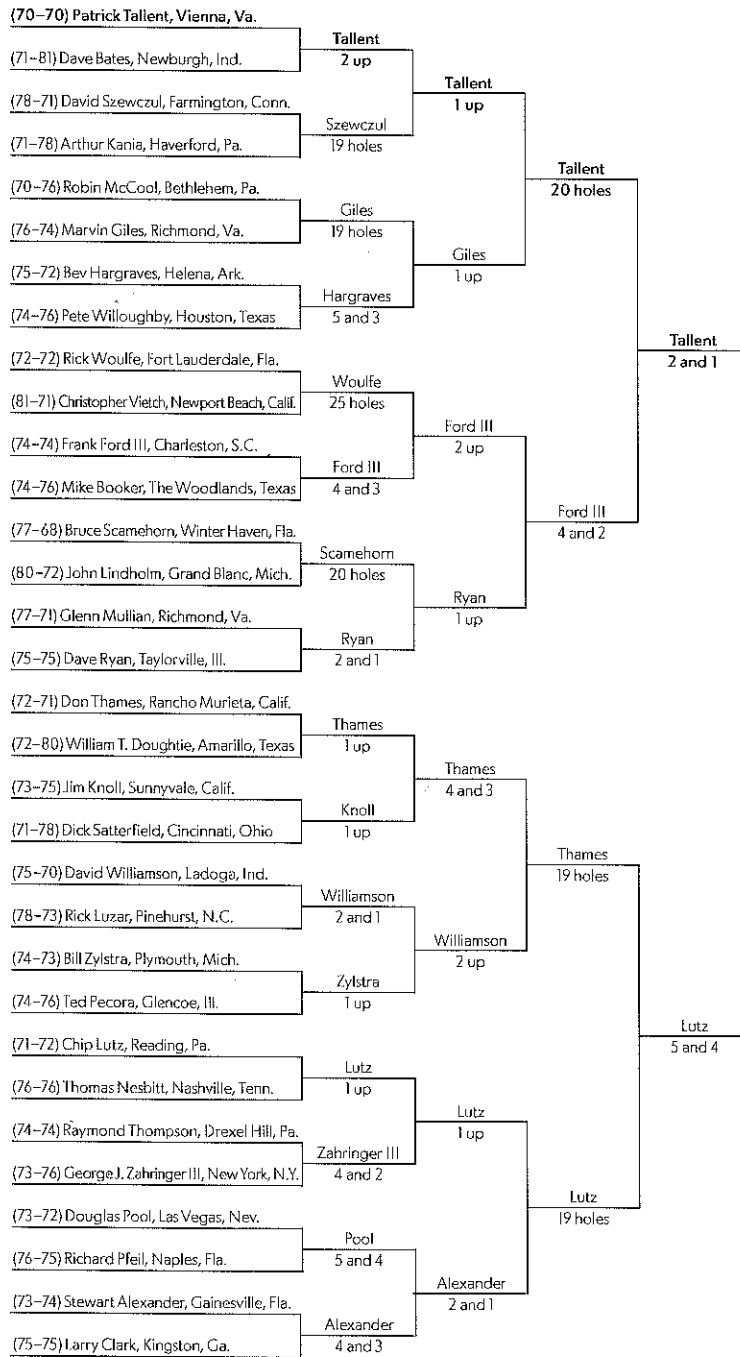 (70–70) Patrick Tallent, Vienna, Va.
(71–81) Dave Bates, Newburgh, Ind.
(78–71) David Szewczul, Farmington, Conn.
(71–78) Arthur Kania, Haverford, Pa.
(70–76) Robin McCool, Bethlehem, Pa.
(76–74) Marvin Giles, Richmond, Va.
(75–72) Bev Hargraves, Helena, Ark.
(74–76) Pete Willoughby, Houston, Texas
(72–72) Rick Woulfe, Fort Lauderdale, Fla.
(81–71) Christopher Vietch, Newport Beach, Calif.
(74–74) Frank Ford III, Charleston, S.C.
(74–76) Mike Booker, The Woodlands, Texas
(77–68) Bruce Scamehorn, Winter Haven, Fla.
(80–72) John Lindholm, Grand Blanc, Mich.
(77–71) Glenn Mullian, Richmond, Va.
(75–75) Dave Ryan, Taylorville, Ill.
(72–71) Don Thames, Rancho Murieta, Calif.
(72–80) William T. Doughtie, Amarillo, Texas
(73–75) Jim Knoll, Sunnyvale, Calif.
(71–78) Dick Satterfield, Cincinnati, Ohio
(75–70) David Williamson, Ladoga, Ind.
(78–73) Rick Luzar, Pinehurst, N.C.
(74–73) Bill Zylstra, Plymouth, Mich.
(74–76) Ted Pecora, Glencoe, Ill.
(71–72) Chip Lutz, Reading, Pa.
(76–76) Thomas Nesbitt, Nashville, Tenn.
(74–74) Raymond Thompson, Drexel Hill, Pa.
(73–76) George J. Zahringer III, New York, N.Y.
(73–72) Douglas Pool, Las Vegas, Nev.
(76–75) Richard Pfeil, Naples, Fla.
(73–74) Stewart Alexander, Gainesville, Fla.
(75–75) Larry Clark, Kingston, Ga.
Tallent
2 up
Szewczul
19 holes
Giles
19 holes
Hargraves
5 and 3
Woulfe
25 holes
Ford III
4 and 3
Scamehorn
20 holes
Ryan
2 and 1
Thames
1 up
Knoll
1 up
Williamson
2 and 1
Zylstra
1 up
Lutz
1 up
Zahringer III
4 and 2
Pool
5 and 4
Alexander
4 and 3
Tallent
1 up
Giles
1 up
Ford III
2 up
Ryan
1 up
Thames
4 and 3
Williamson
2 up
Lutz
1 up
Alexander
2 and 1
Tallent
20 holes
Ford III
4 and 2
Thames
19 holes
Lutz
19 holes
Tallent
2 and 1
Lutz
5 and 4